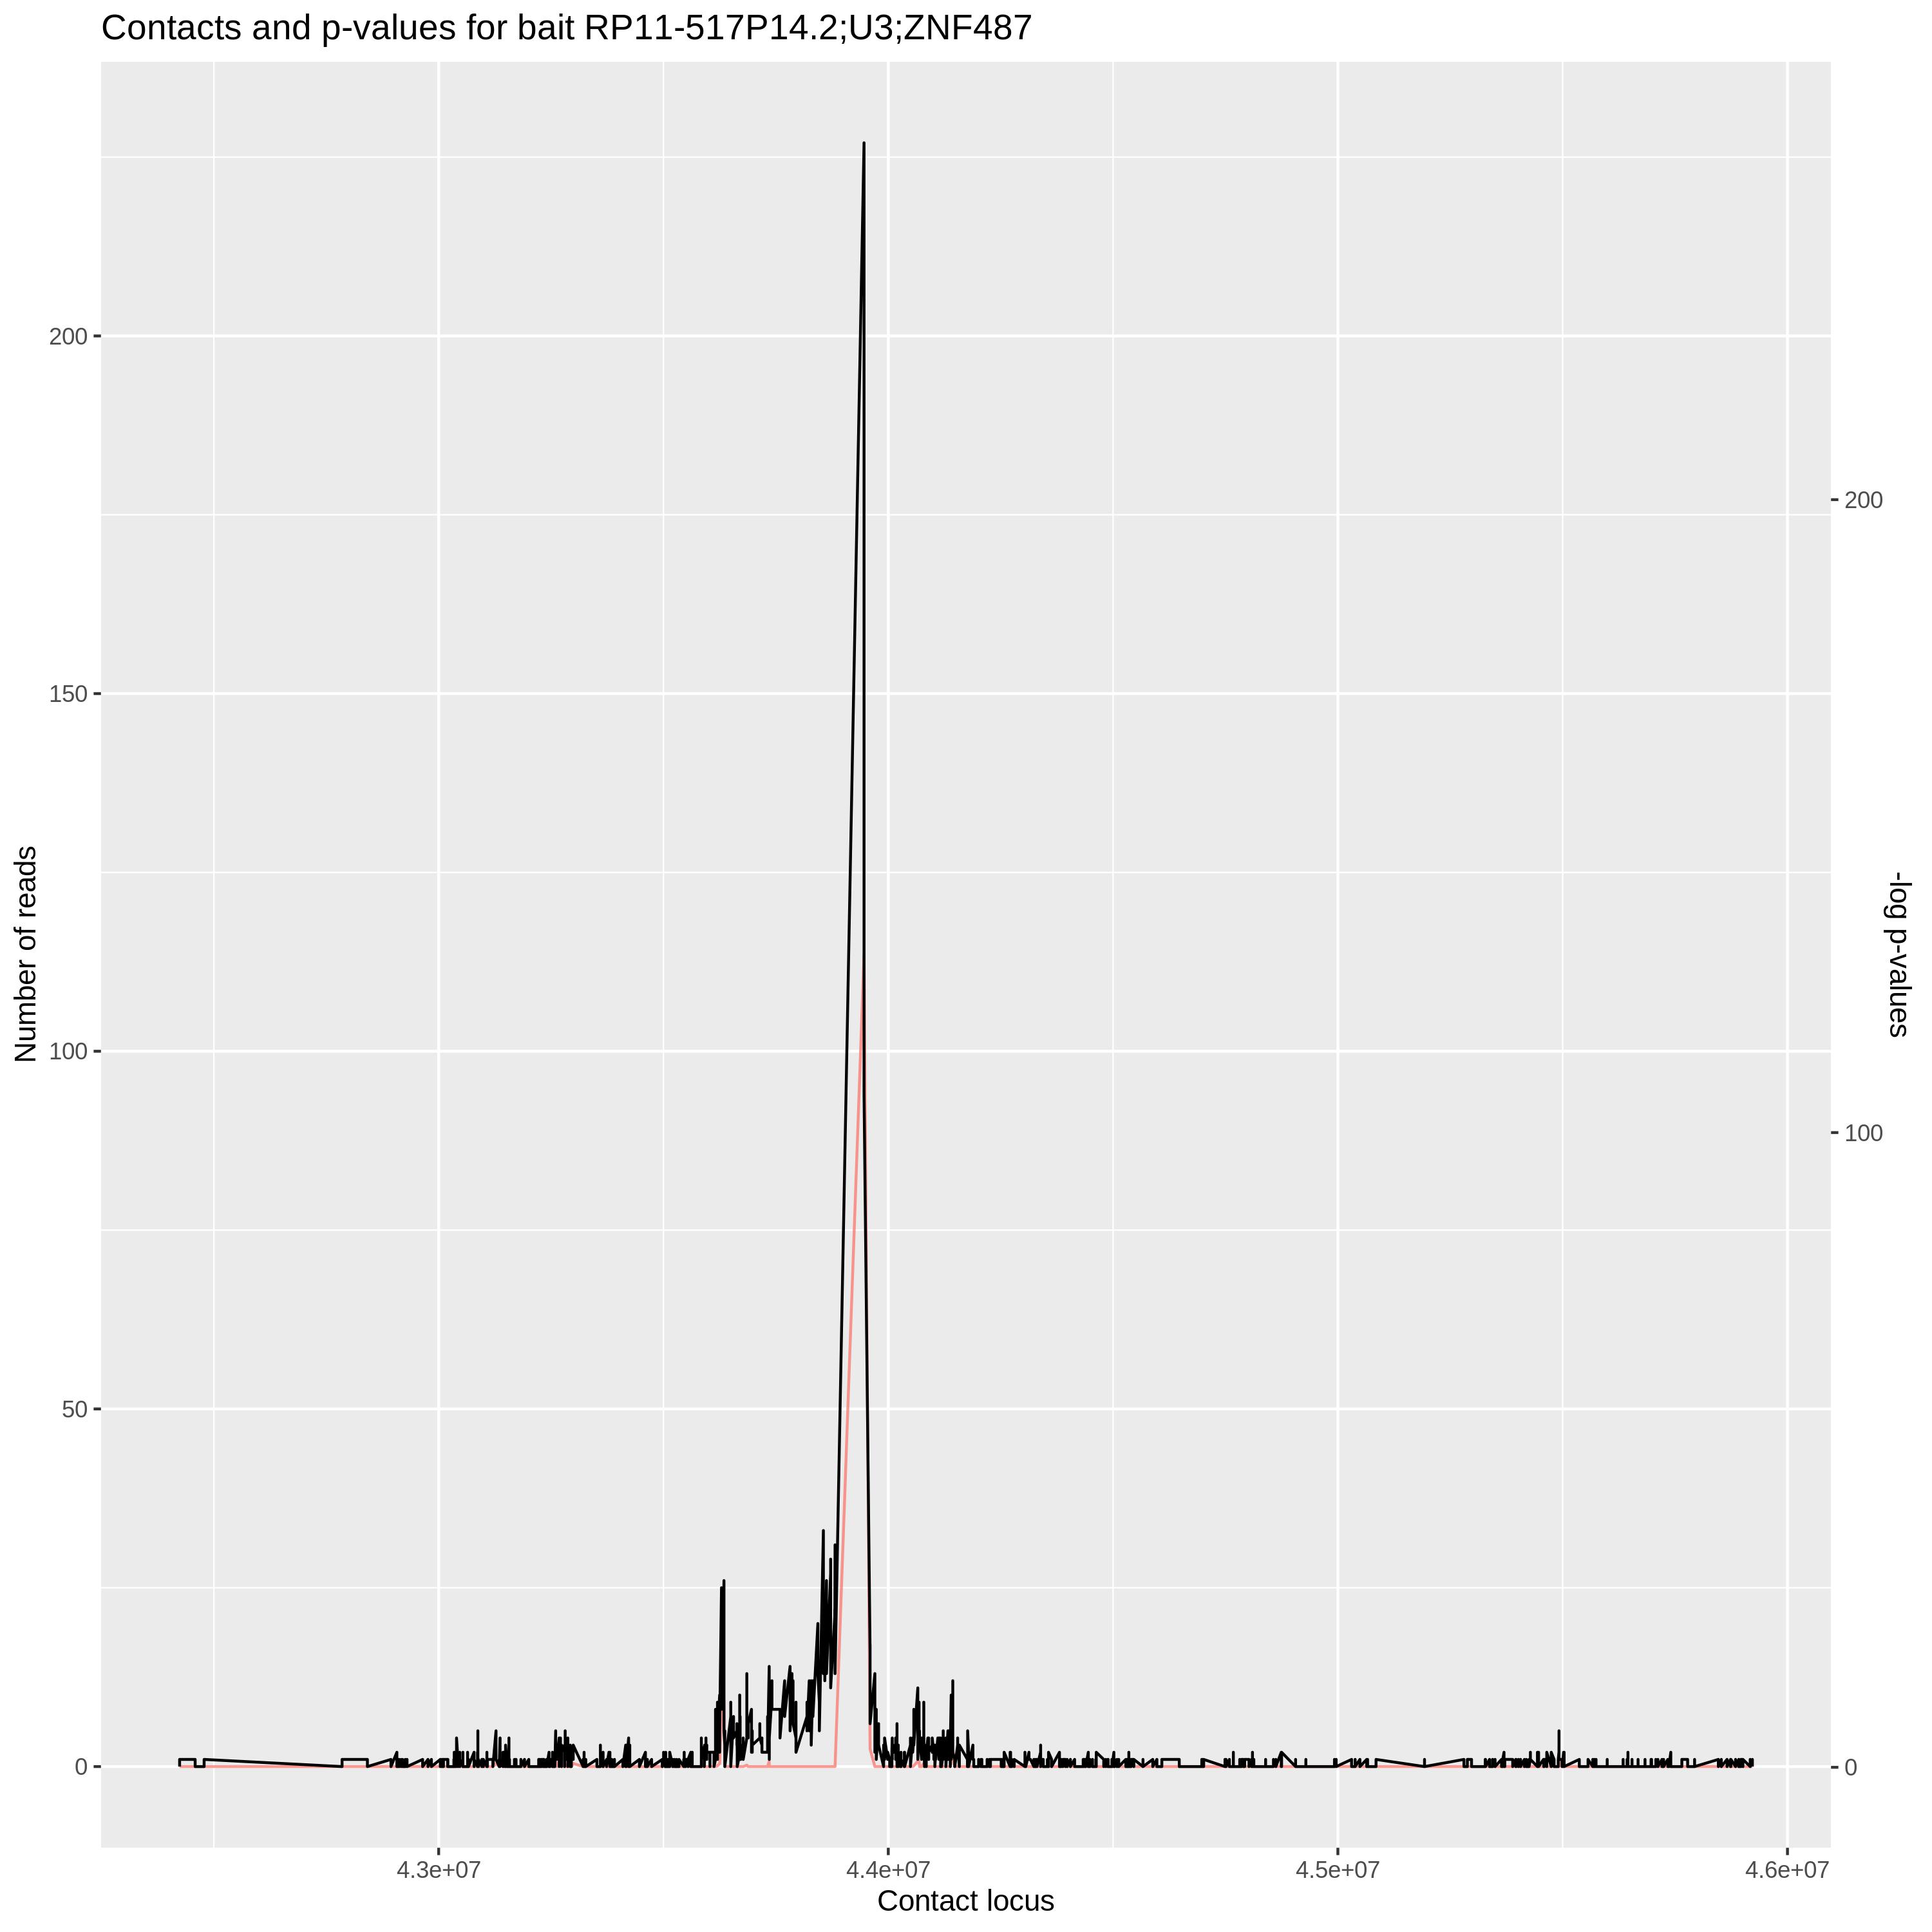 Contacts and p-values for bait RP11-517P14.2;U3;ZNF487
Number of reads
200
150
100
50
0
200
100
0
-log p-values
4.3e+07
4.4e+07
4.5e+07
4.6e+07
Contact locus